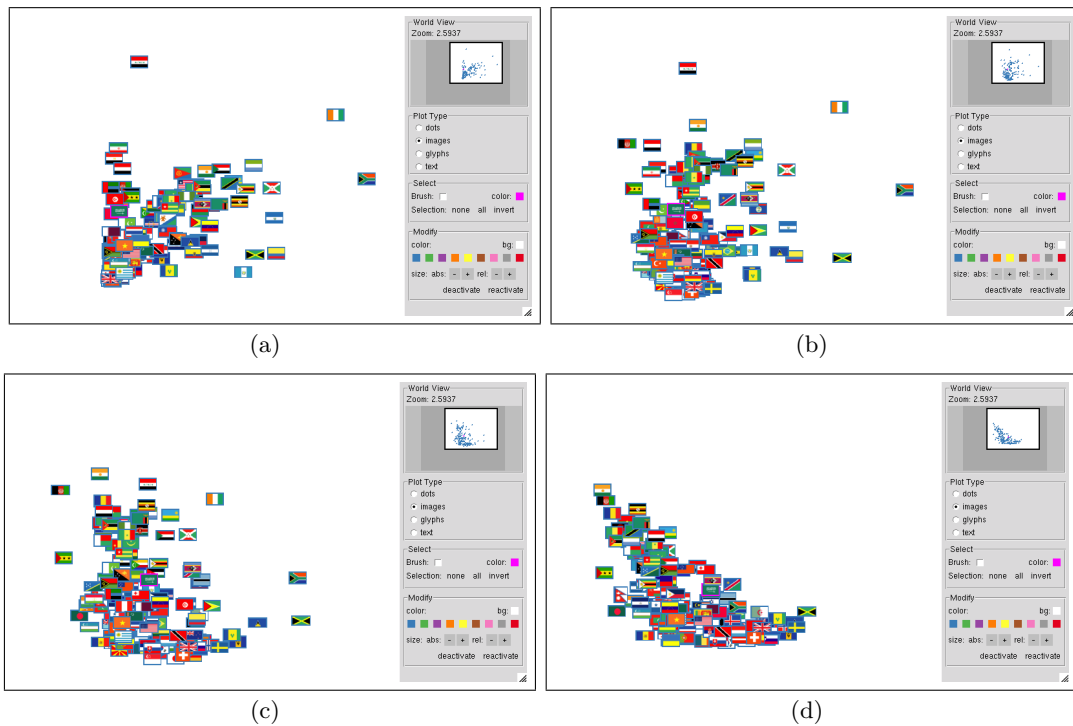 World View
Zoom: 2.5937
Plot Type
dots
images
glyphs
text
Select
Brush: color:
Selection: none all invert
Modify
color: bg:
size: abs: - + rel: - +
deactivate reactivate
(a)
World View
Zoom: 2.5937
Plot Type
dots
images
glyphs
text
Select
Brush: color:
Selection: none all invert
Modify
color: bg:
size: abs: - + rel: - +
deactivate reactivate
(b)
World View
Zoom: 2.5937
Plot Type
dots
images
glyphs
text
Select
Brush: color:
Selection: none all invert
Modify
color: bg:
size: abs: - + rel: - +
deactivate reactivate
(c)
World View
Zoom: 2.5937
Plot Type
dots
images
glyphs
text
Select
Brush: color:
Selection: none all invert
Modify
color: bg:
size: abs: - + rel: - +
deactivate reactivate
(d)